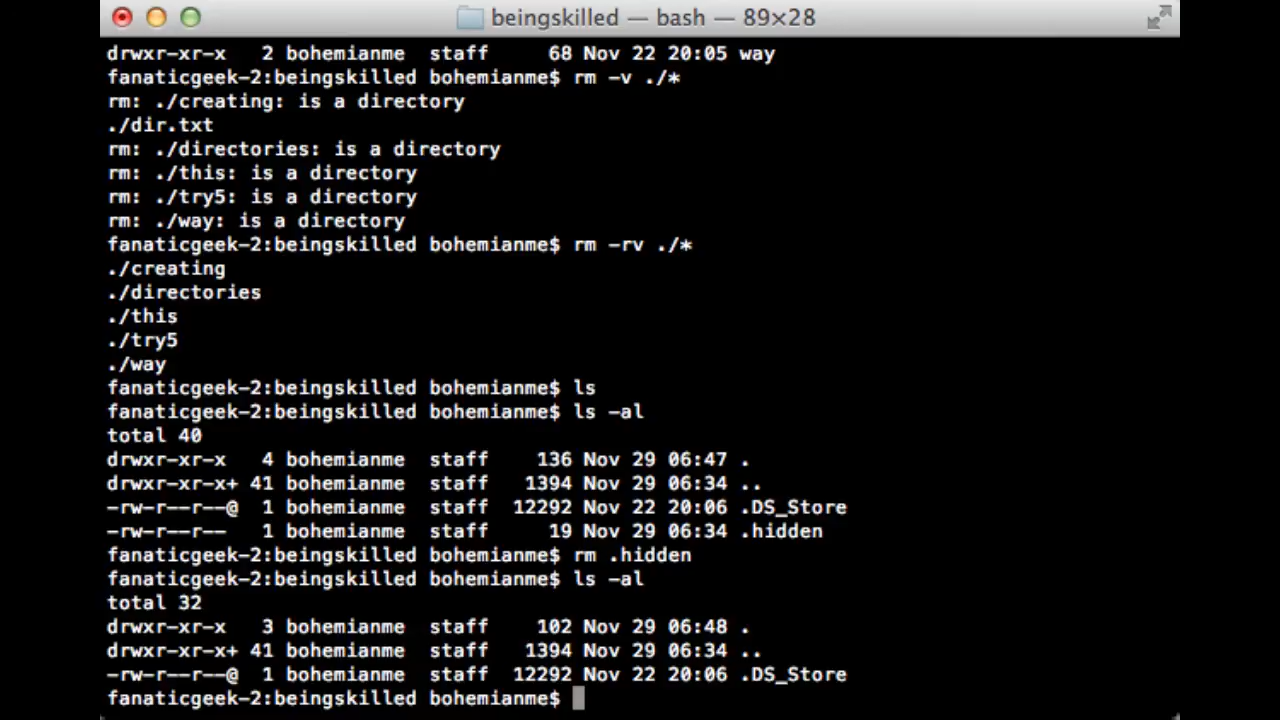 beingskilled — bash — 89×28
drwxr-xr-x   2 bohemianme  staff     68 Nov 22 20:05 way
fanaticgeek-2:beingskilled bohemianme$ rm -v ./*
rm: ./creating: is a directory
./dir.txt
rm: ./directories: is a directory
rm: ./this: is a directory
rm: ./try5: is a directory
rm: ./way: is a directory
fanaticgeek-2:beingskilled bohemianme$ rm -rv ./*
./creating
./directories
./this
./try5
./way
fanaticgeek-2:beingskilled bohemianme$ ls
fanaticgeek-2:beingskilled bohemianme$ ls -al
total 40
drwxr-xr-x   4 bohemianme  staff    136 Nov 29 06:47 .
drwxr-xr-x+ 41 bohemianme  staff   1394 Nov 29 06:34 ..
-rw-r--r--@  1 bohemianme  staff  12292 Nov 22 20:06 .DS_Store
-rw-r--r--   1 bohemianme  staff     19 Nov 29 06:34 .hidden
fanaticgeek-2:beingskilled bohemianme$ rm .hidden
fanaticgeek-2:beingskilled bohemianme$ ls -al
total 32
drwxr-xr-x   3 bohemianme  staff    102 Nov 29 06:48 .
drwxr-xr-x+ 41 bohemianme  staff   1394 Nov 29 06:34 ..
-rw-r--r--@  1 bohemianme  staff  12292 Nov 22 20:06 .DS_Store
fanaticgeek-2:beingskilled bohemianme$